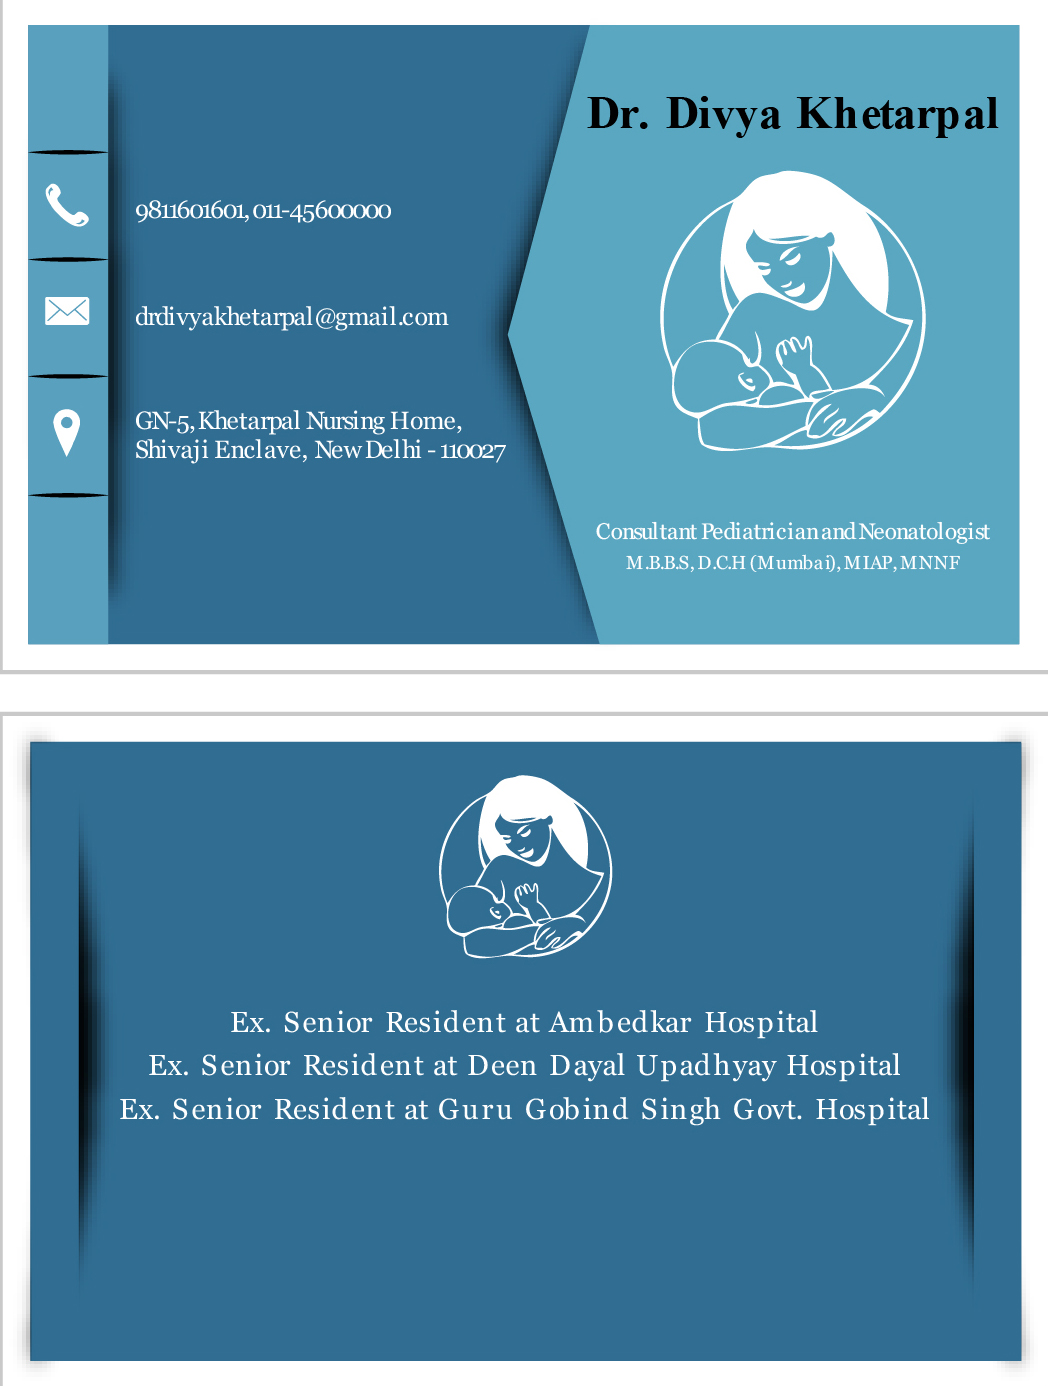 Dr. Divya Khetarpal
9811601601, 011-45600000
drdivyakhetarpal@gmail.com
GN-5, Khetarpal Nursing Home,
Shivaji Enclave, New Delhi - 110027
Consultant Pediatrician and Neonatologist
M.B.B.S, D.C.H (Mumbai), MIAP, MNNF
Ex. Senior Resident at Ambedkar Hospital
Ex. Senior Resident at Deen Dayal Upadhyay Hospital
Ex. Senior Resident at Guru Gobind Singh Govt. Hospital